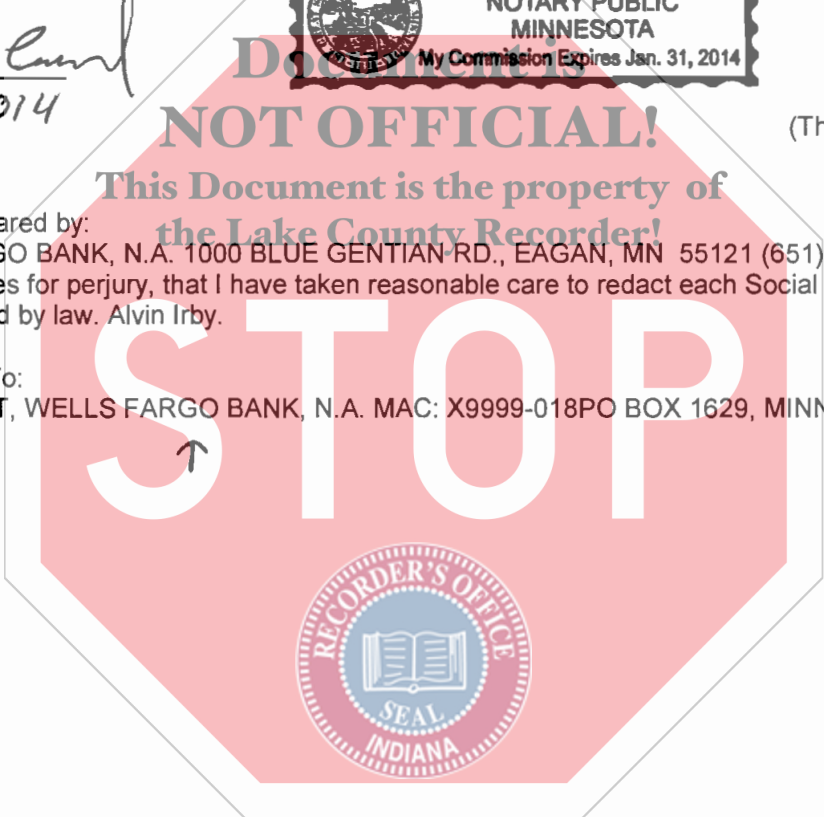 NOTARY PUBLIC
MINNESOTA
My Commission Expires Jan. 31, 2014
Document is
NOT OFFICIAL!
(Th
This Document is the property of
the Lake County Recorder!
ared by:
GO BANK, N.A. 1000 BLUE GENTIAN RD., EAGAN, MN 55121 (651)
es for perjury, that I have taken reasonable care to redact each Social
d by law. Alvin Irby.
o:
T, WELLS FARGO BANK, N.A. MAC: X9999-018PO BOX 1629, MINN
STOP
RECORDER'S OFFICE
SEAL
INDIANA